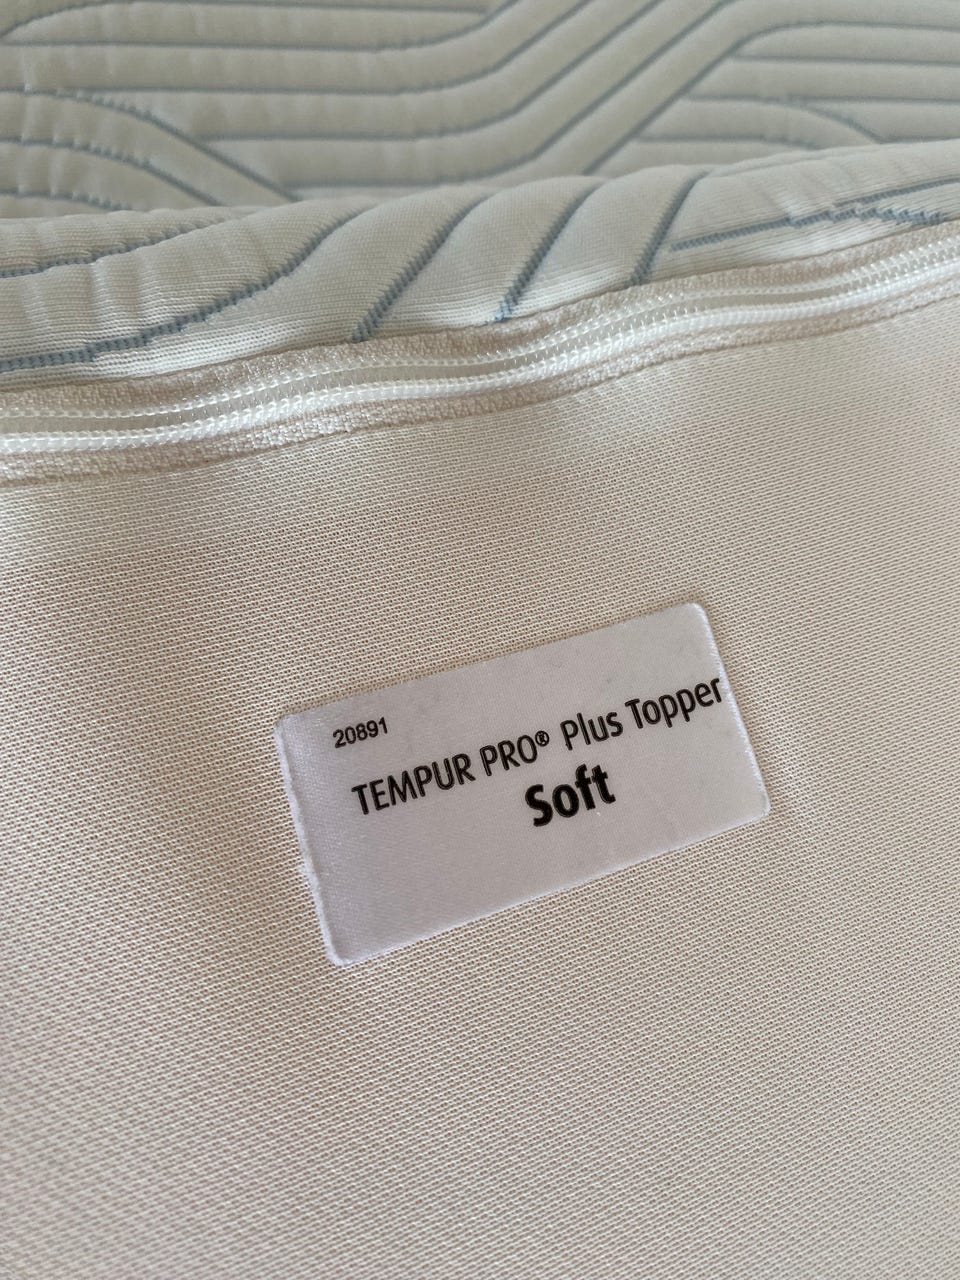 20891
TEMPUR PRO® Plus Topper
Soft